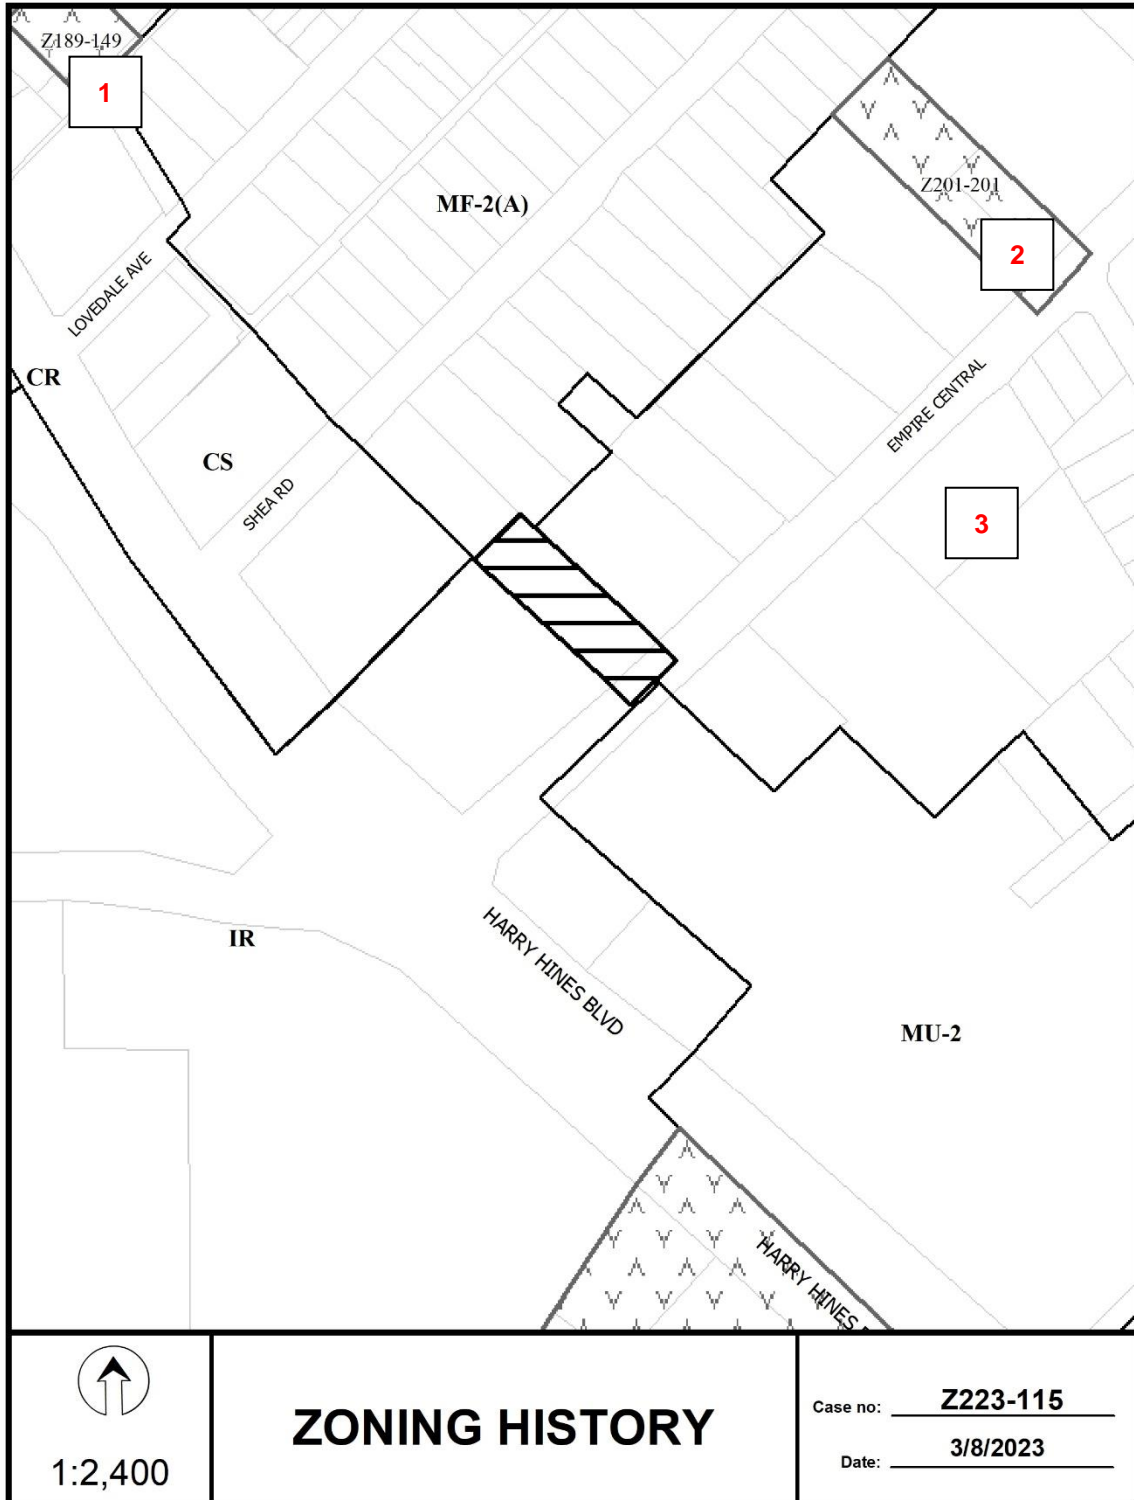 Z189-149
1
MF-2(A)
Z201-201
2
LOVEDALE AVE
CR
EMPIRE CENTRAL
CS
SHEA RD
3
HARRY HINES BLVD
IR
MU-2
HARRY HINES
1:2,400
ZONING HISTORY
Case no: Z223-115
Date: 3/8/2023